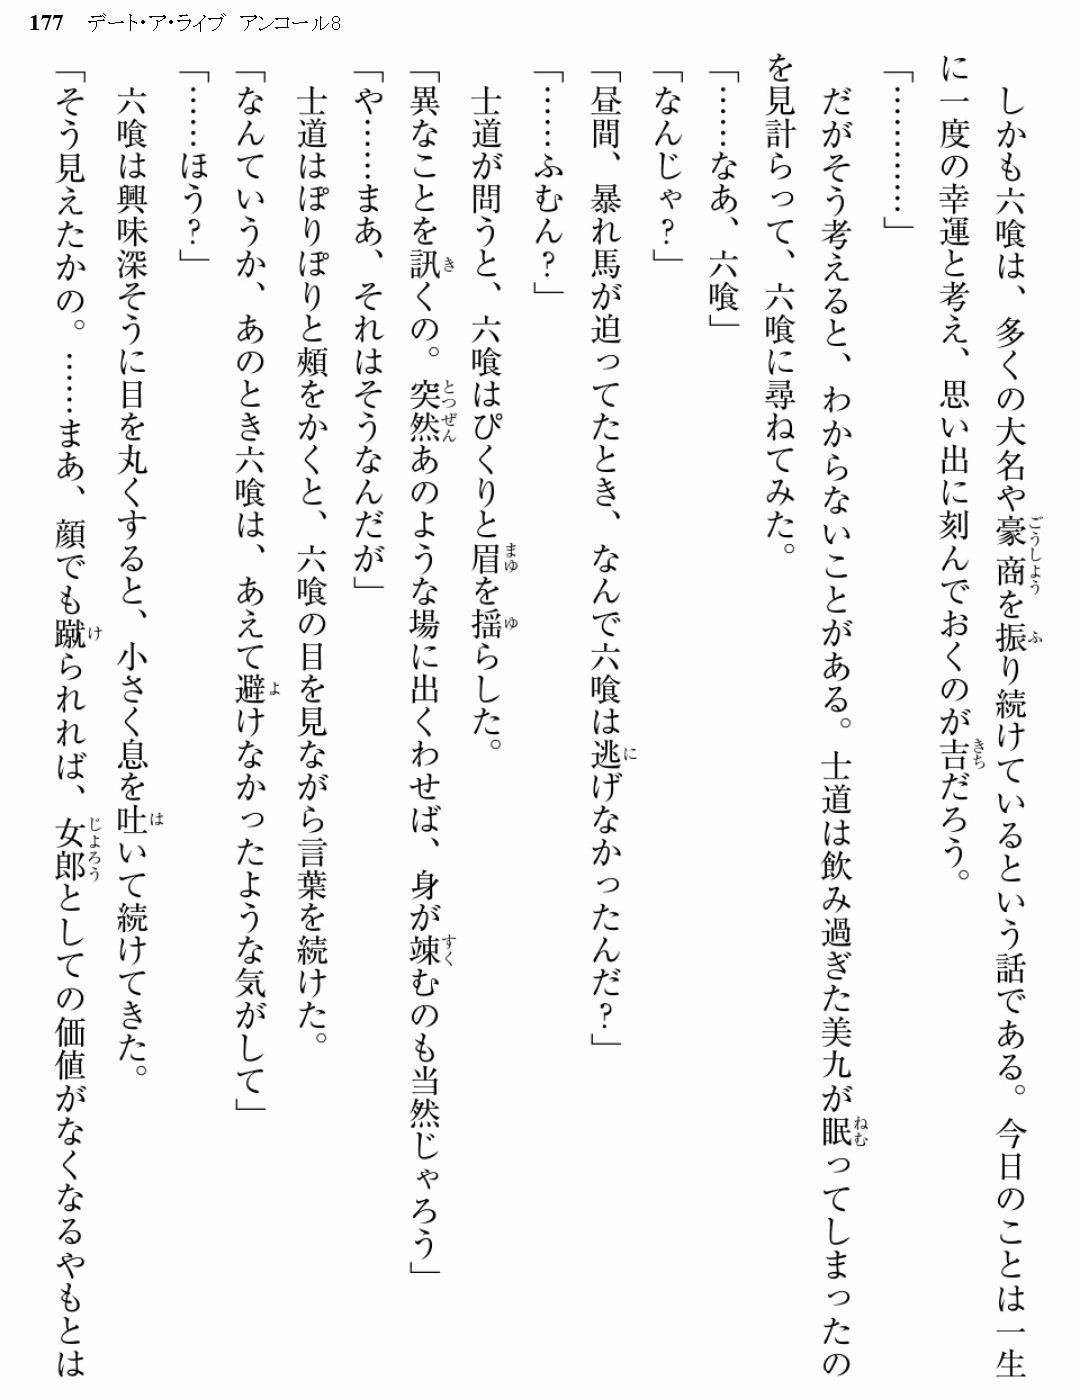 177 デート・ア・ライブ アンコール8
しかも六喰は、多くの大名や豪商を振り続けているという話である。今日のことは一生
に一度の幸運と考え、思い出に刻んでおくのが吉だろう。
「…………」
だがそう考えると、わからないことがある。士道は飲み過ぎた美九が眠ってしまったの
を見計らって、六喰に尋ねてみた。
「……なあ、六喰」
「なんじゃ？」
「昼間、暴れ馬が迫ってたとき、なんで六喰は逃げなかったんだ？」
「……ふむん？」
士道が問うと、六喰はぴくりと眉を揺らした。
「異なことを訊くの。突然あのような場に出くわせば、身が竦むのも当然じゃろう」
「や……まあ、それはそうなんだが」
士道はぽりぽりと頰をかくと、六喰の目を見ながら言葉を続けた。
「なんていうか、あのとき六喰は、あえて避けなかったような気がして」
「……ほう？」
六喰は興味深そうに目を丸くすると、小さく息を吐いて続けてきた。
「そう見えたかの。……まあ、顔でも蹴られれば、女郎としての価値がなくなるやもとは